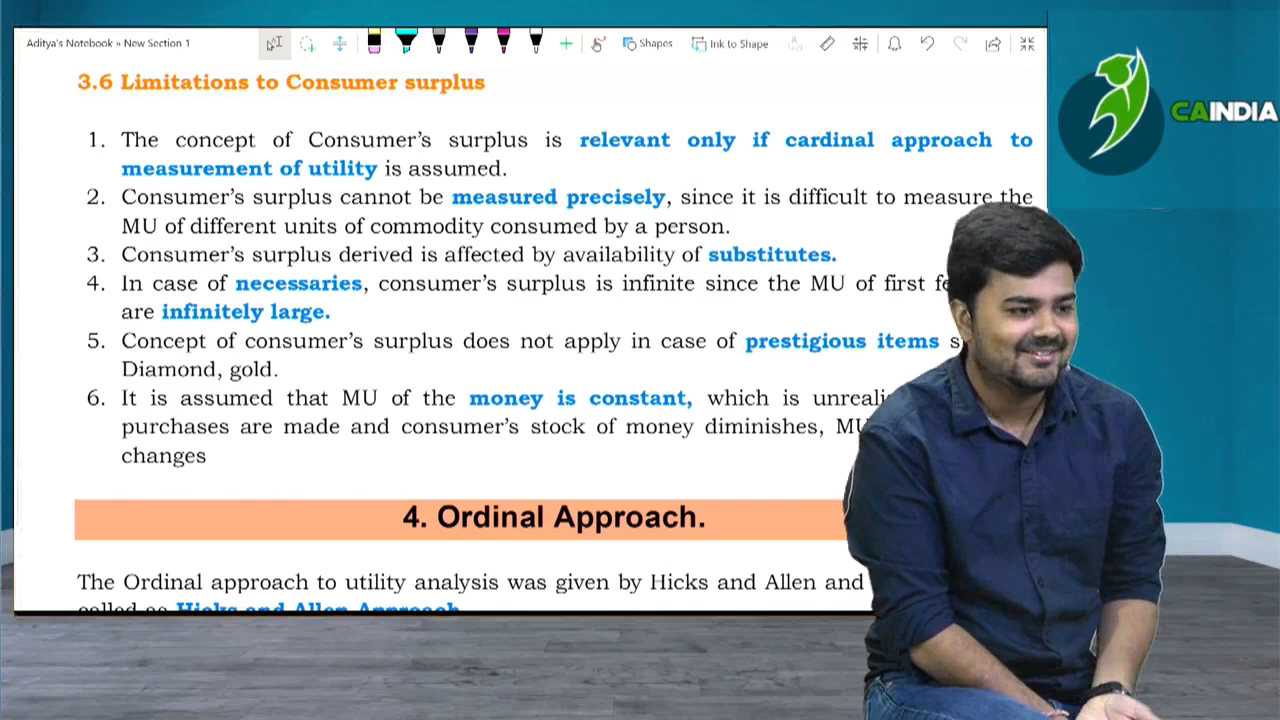 Aditya's Notebook » New Section 1
Shapes
Ink to Shape
CAINDIA
3.6 Limitations to Consumer surplus
1. The concept of Consumer's surplus is relevant only if cardinal approach to
measurement of utility is assumed.
2. Consumer's surplus cannot be measured precisely, since it is difficult to measure the
MU of different units of commodity consumed by a person.
3. Consumer's surplus derived is affected by availability of substitutes.
4. In case of necessaries, consumer's surplus is infinite since the MU of first
are infinitely large.
5. Concept of consumer's surplus does not apply in case of prestigious items
Diamond, gold.
6. It is assumed that MU of the money is constant, which is
purchases are made and consumer's stock of money diminishes, MU
changes
4. Ordinal Approach.
The Ordinal approach to utility analysis was given by Hicks and Allen and
called as Hicks and Allen Approach